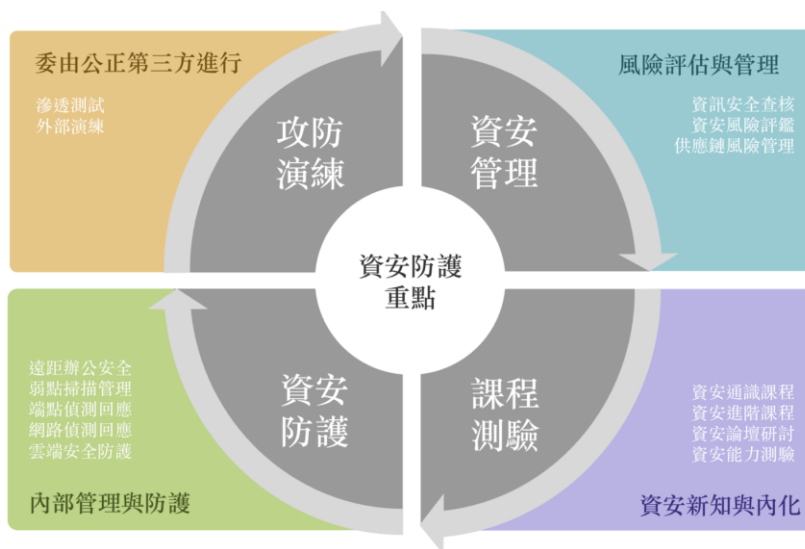 委由公正第三方進行
滲透測試
外部演練
攻防
演練
風險評估與管理
資訊安全查核
資安風險評鑑
供應鏈風險管理
資安
管理
資安防護
重點
遠距辦公安全
弱點掃描管理
端點偵測回應
網路偵測回應
雲端安全防護
內部管理與防護
資安
防護
課程
測驗
資安通識課程
資安進階課程
資安論壇研討
資安能力測驗
資安新知與內化